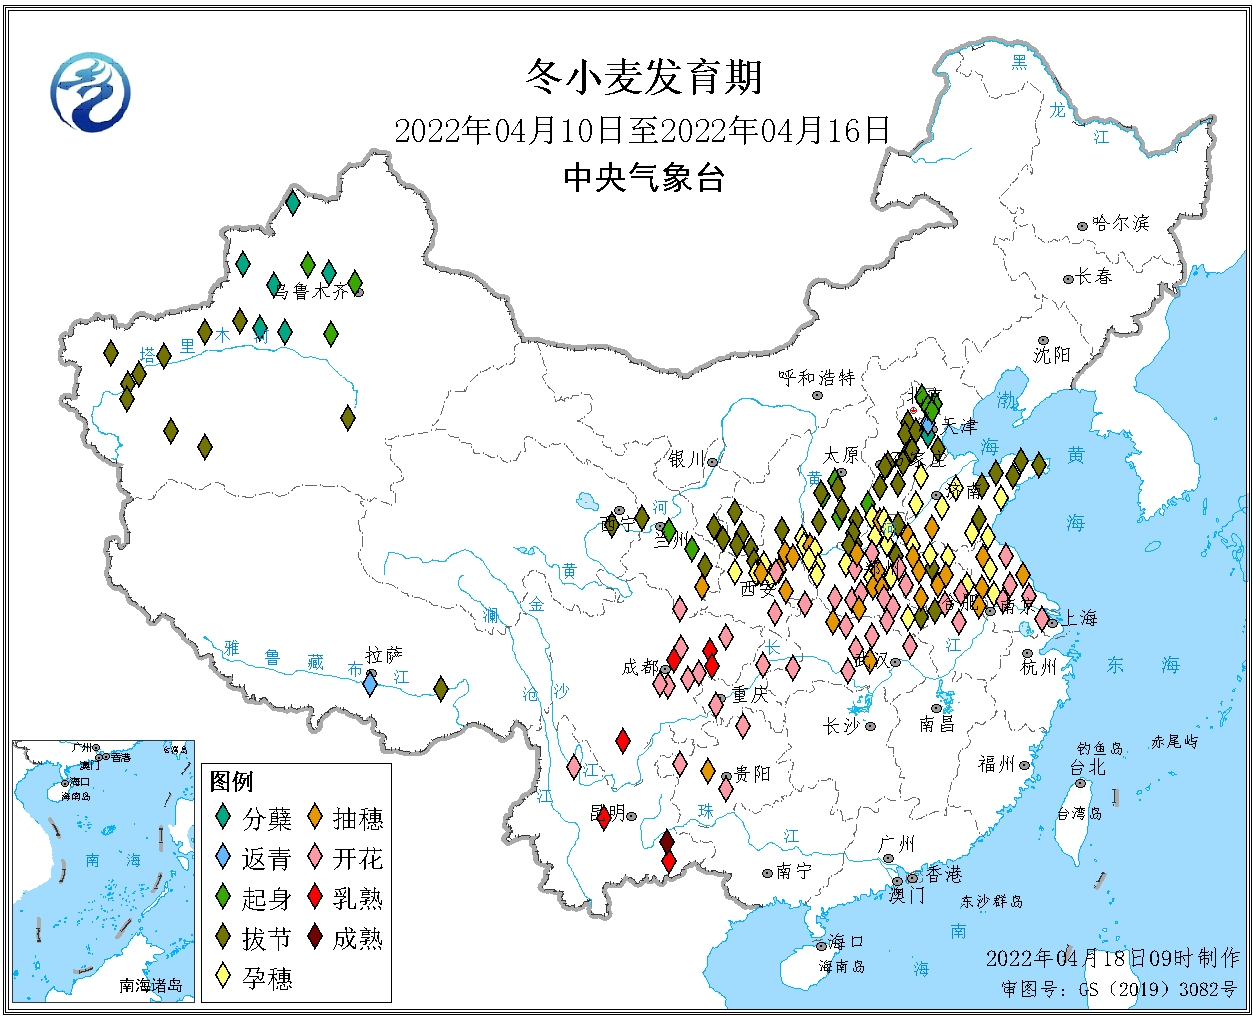 冬小麦发育期
2022年04月10日至2022年04月16日
中央气象台
黑
龙
江
哈尔滨
长春
沈阳
乌鲁木齐
塔
里
木
河
呼和浩特
北京
天津
渤
海
黄
海
银川
太原
石家庄
济南
黄
河
西宁
兰州
河
黄
西安
郑州
合肥
南京
上海
金
澜
雅
鲁
藏
布
江
拉萨
成都
长
武汉
江
杭州
东
海
沧
沙
重庆
长沙
南昌
钓鱼岛
赤尾屿
福州
台北
江
江
贵阳
昆明
珠
江
台湾岛
广州
南宁
香港
澳门
东沙群岛
海口
海南岛
南
海
广州
香港
澳门
海口
海南岛
台湾岛
南
海
南海诸岛
图例
分蘖
抽穗
返青
开花
起身
乳熟
拔节
成熟
孕穗
2022年04月18日09时制作
审图号: GS（2019）3082号